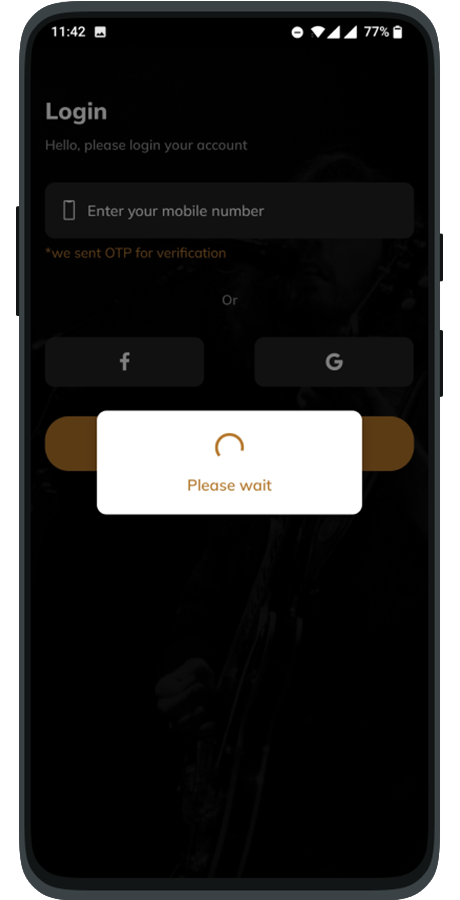 11:42
77%
Login
Hello, please login your account
Enter your mobile number
*we sent OTP for verification
Or
f
G
Please wait